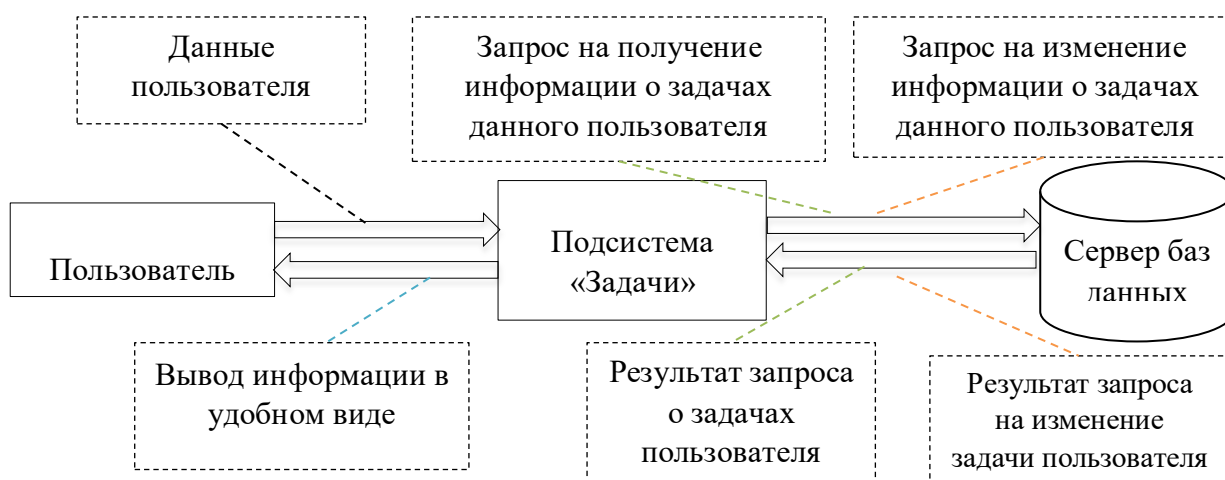 Данные
пользователя
Запрос на получение
информации о задачах
данного пользователя
Запрос на изменение
информации о задачах
данного пользователя
Пользователь
Подсистема
«Задачи»
Сервер баз
данных
Вывод информации в
удобном виде
Результат запроса
о задачах
пользователя
Результат запроса
на изменение
задачи пользователя